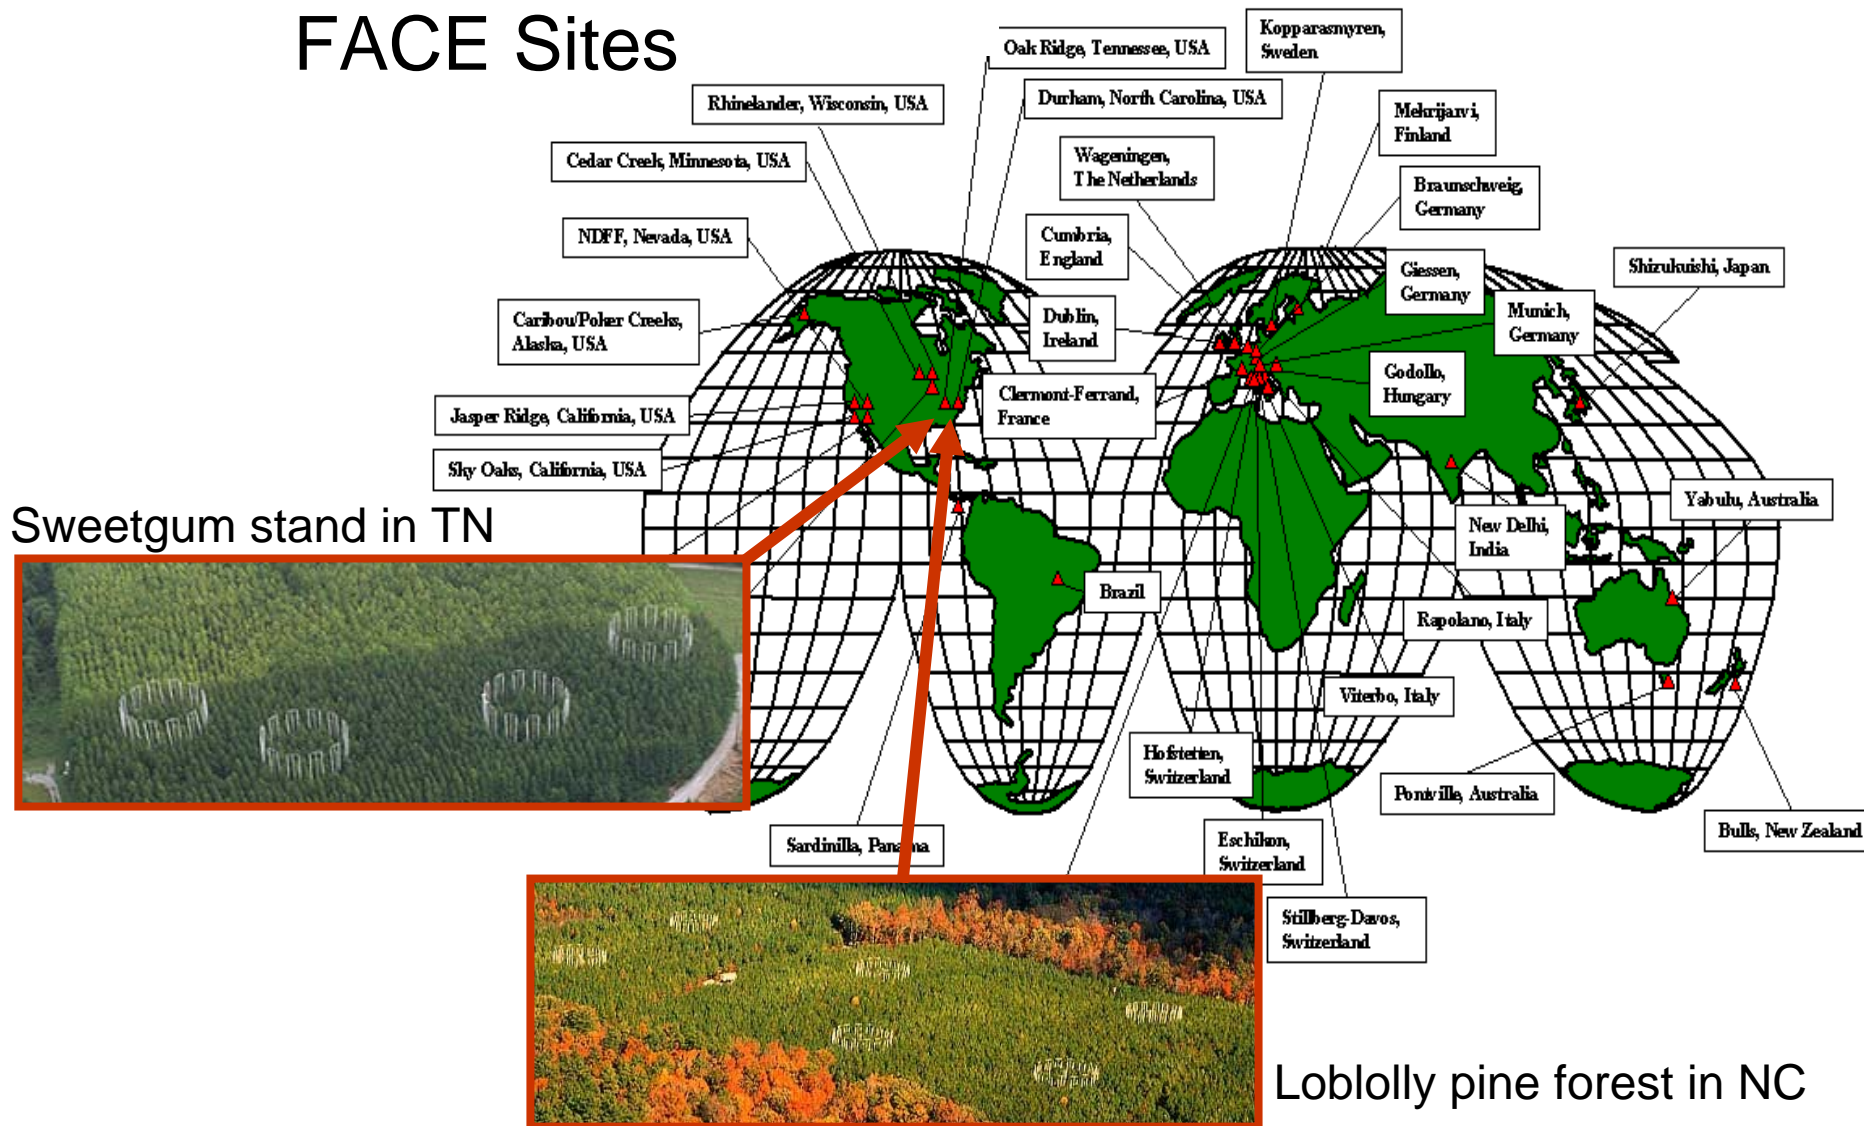 FACE Sites
Oak Ridge, Tennessee, USA
Kopparasmyren,
Sweden
Rhinelander, Wisconsin, USA
Durham, North Carolina, USA
Mekrijarvi,
Finland
Cedar Creek, Minnesota, USA
Wageningen,
The Netherlands
Braunschweig,
Germany
NDFF, Nevada, USA
Cumbria,
England
Giessen,
Germany
Shizukuishi, Japan
Caribou/Poker Creeks,
Alaska, USA
Dublin,
Ireland
Munich,
Germany
Clermont-Ferrand,
France
Godollo,
Hungary
Jasper Ridge, California, USA
Sky Oaks, California, USA
Yabulu, Australia
Sweetgum stand in TN
New Delhi,
India
Brazil
Rapolano, Italy
Viterbo, Italy
Hofstetten,
Switzerland
Pontville, Australia
Bulls, New Zealand
Sardinilla, Panama
Eschikon,
Switzerland
Stillberg-Davos,
Switzerland
Loblolly pine forest in NC